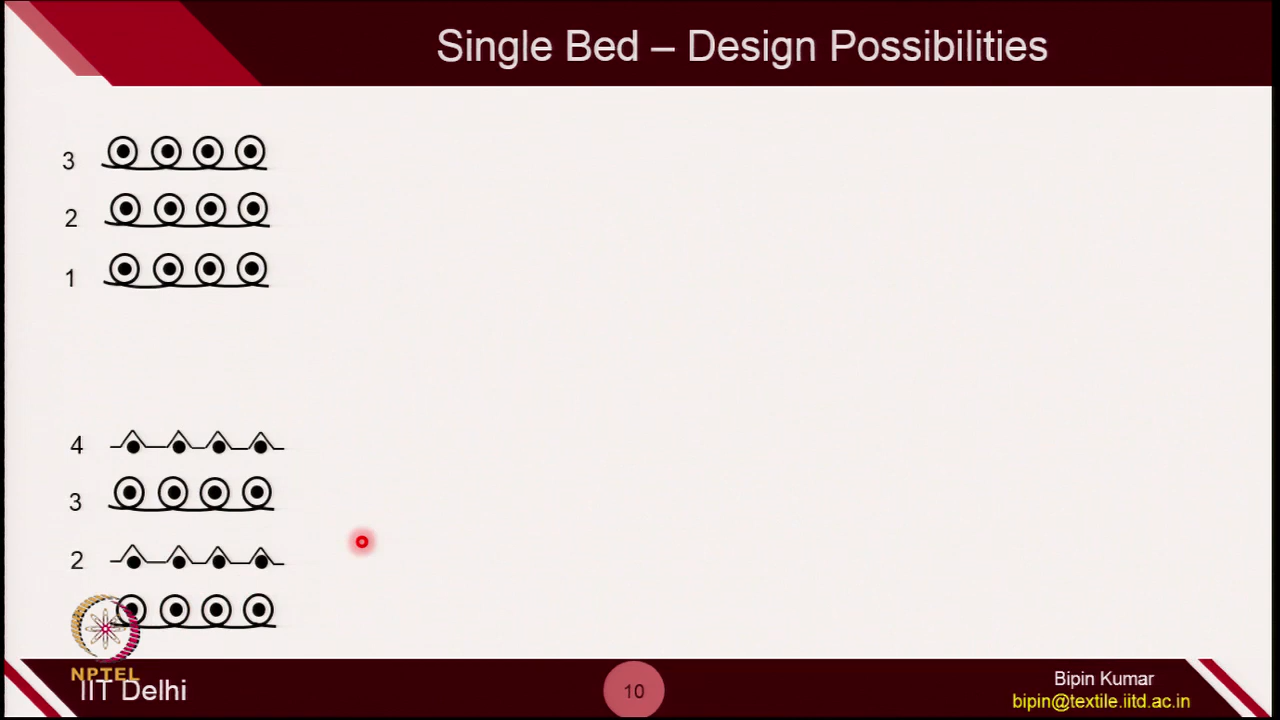 Single Bed – Design Possibilities
3
2
1
4
3
2
NPTEL
IIT Delhi
10
Bipin Kumar
bipin@textile.iitd.ac.in